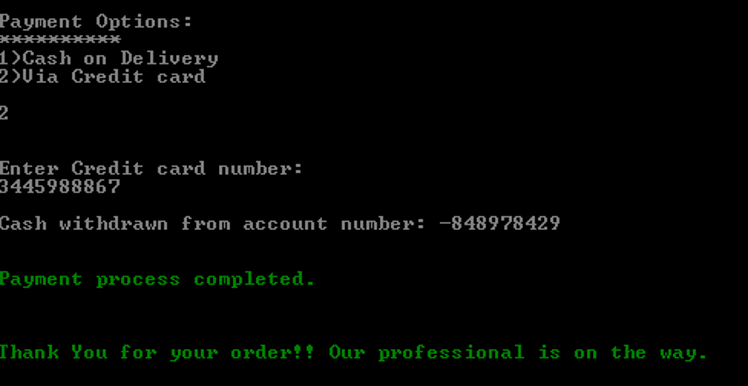 Payment Options:
**********
1)Cash on Delivery
2)Via Credit card
2
Enter Credit card number:
3445988867
Cash withdrawn from account number: -848978429
Payment process completed.
Thank You for your order!! Our professional is on the way.